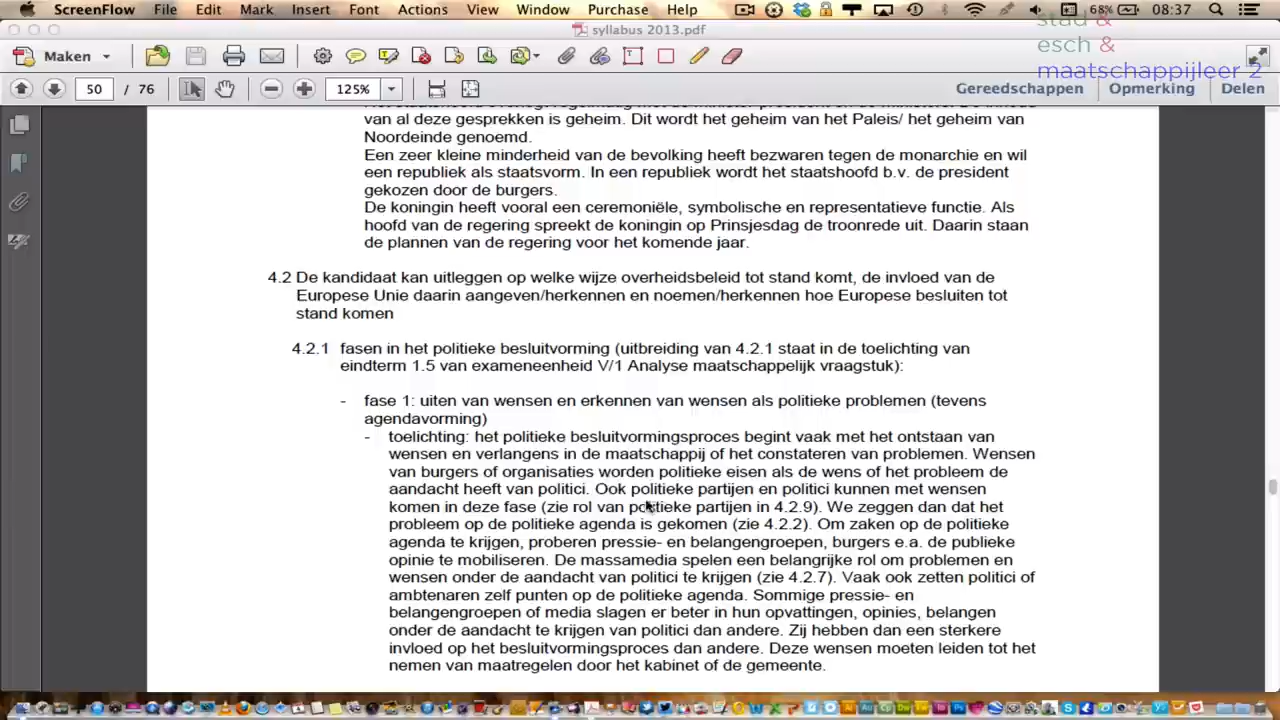 ScreenFlow File Edit Mark Insert Font Actions View Window Purchase Help 68% 08:37
syllabus 2013.pdf
stad &
esch &
maatschappijleer 2
Maken
50 / 76 125% Gereedschappen Opmerking Delen
van al deze gesprekken is geheim. Dit wordt het geheim van het Paleis/ het geheim van
Noordeinde genoemd.
Een zeer kleine minderheid van de bevolking heeft bezwaren tegen de monarchie en wil
een republiek als staatsvorm. In een republiek wordt het staatshoofd b.v. de president
gekozen door de burgers.
De koningin heeft vooral een ceremoniële, symbolische en representatieve functie. Als
hoofd van de regering spreekt de koningin op Prinsjesdag de troonrede uit. Daarin staan
de plannen van de regering voor het komende jaar.
4.2 De kandidaat kan uitleggen op welke wijze overheidsbeleid tot stand komt, de invloed van de
Europese Unie daarin aangeven/herkennen en noemen/herkennen hoe Europese besluiten tot
stand komen
4.2.1 fasen in het politieke besluitvorming (uitbreiding van 4.2.1 staat in de toelichting van
eindterm 1.5 van exameneenheid V/1 Analyse maatschappelijk vraagstuk):
- fase 1: uiten van wensen en erkennen van wensen als politieke problemen (tevens
agendavorming)
- toelichting: het politieke besluitvormingsproces begint vaak met het ontstaan van
wensen en verlangens in de maatschappij of het constateren van problemen. Wensen
van burgers of organisaties worden politieke eisen als de wens of het probleem de
aandacht heeft van politici. Ook politieke partijen en politici kunnen met wensen
komen in deze fase (zie rol van politieke partijen in 4.2.9). We zeggen dan dat het
probleem op de politieke agenda is gekomen (zie 4.2.2). Om zaken op de politieke
agenda te krijgen, proberen pressie- en belangengroepen, burgers e.a. de publieke
opinie te mobiliseren. De massamedia spelen een belangrijke rol om problemen en
wensen onder de aandacht van politici te krijgen (zie 4.2.7). Vaak ook zetten politici of
ambtenaren zelf punten op de politieke agenda. Sommige pressie- en
belangengroepen of media slagen er beter in hun opvattingen, opinies, belangen
onder de aandacht te krijgen van politici dan andere. Zij hebben dan een sterkere
invloed op het besluitvormingsproces dan andere. Deze wensen moeten leiden tot het
nemen van maatregelen door het kabinet of de gemeente.